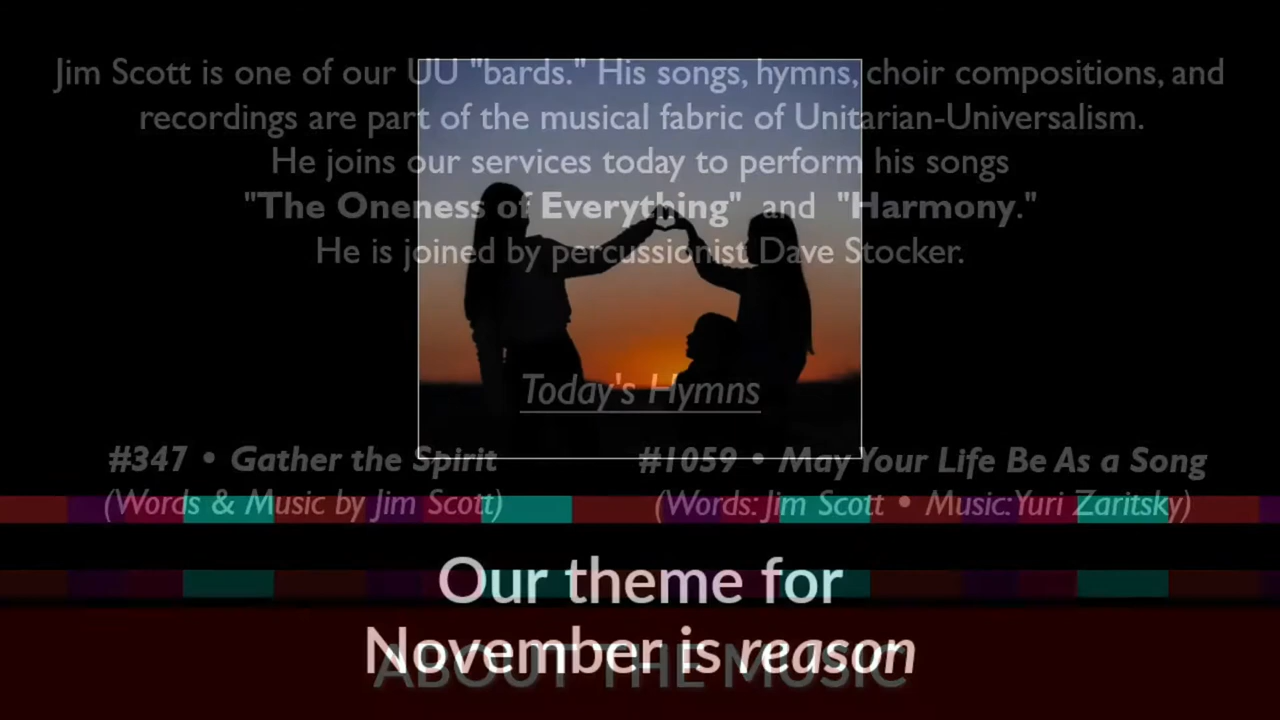 Jim Scott is one of our UU "bards." His songs, hymns, choir compositions, and
recordings are part of the musical fabric of Unitarian-Universalism.
He joins our services today to perform his songs
"The Oneness of Everything" and "Harmony."
He is joined by percussionist Dave Stocker.
Today's Hymns
#347 • Gather the Spirit
(Words & Music by Jim Scott)
#1059 • May Your Life Be As a Song
(Words: Jim Scott • Music: Yuri Zaritsky)
Our theme for
November is reason
ABOUT THE MUSIC